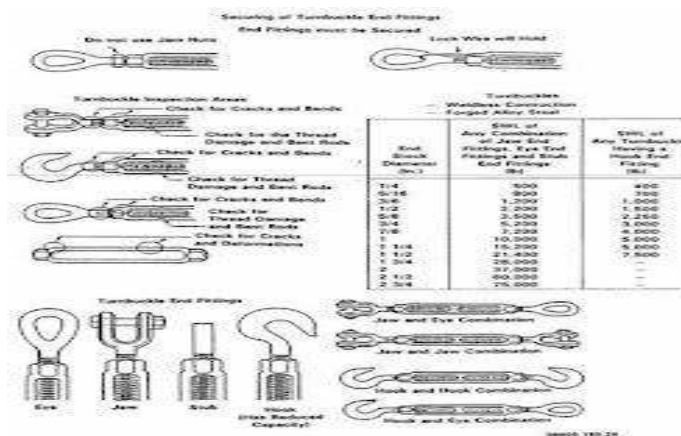 Securing of Turnbuckle End Fittings
End Fittings must be Secured
Do not use Jam Nuts
Lock Wire will Hold
Turnbuckle Inspection Areas
Check for Cracks and Bends
Check for the Thread
Damage and Bent Rods
Check for Cracks and Bends
Check for Thread
Damage and Bent Rods
Check for Cracks and Bends
Check for
Thread Damage
and Bent Rods
Check for Cracks
and Deformations
Turnbuckles
— Weldless Construction
— Forged Alloy Steel
End
Stock
Diameter
(in.)
SWL of
Any Combination
of Jaw End
Fittings, Eye End
Fittings and Stub
End Fittings
(lb)
SWL of
Any Turnbuckle
Having a
Hook End
Fitting
(lb)
1/4 500 400
5/16 800 700
3/8 1,200 1,000
1/2 2,200 1,500
5/8 3,500 2,250
3/4 5,200 3,000
7/8 7,200 4,000
1 10,000 5,000
1 1/4 15,200 5,000
1 1/2 21,400 7,500
1 3/4 28,000 —
2 37,000 —
2 1/2 60,000 —
2 3/4 75,000 —
Turnbuckle End Fittings
Eye
Jaw
Stub
Hook
(Has Reduced
Capacity)
Jaw and Eye Combination
Jaw and Jaw Combination
Hook and Hook Combination
Hook and Eye Combination